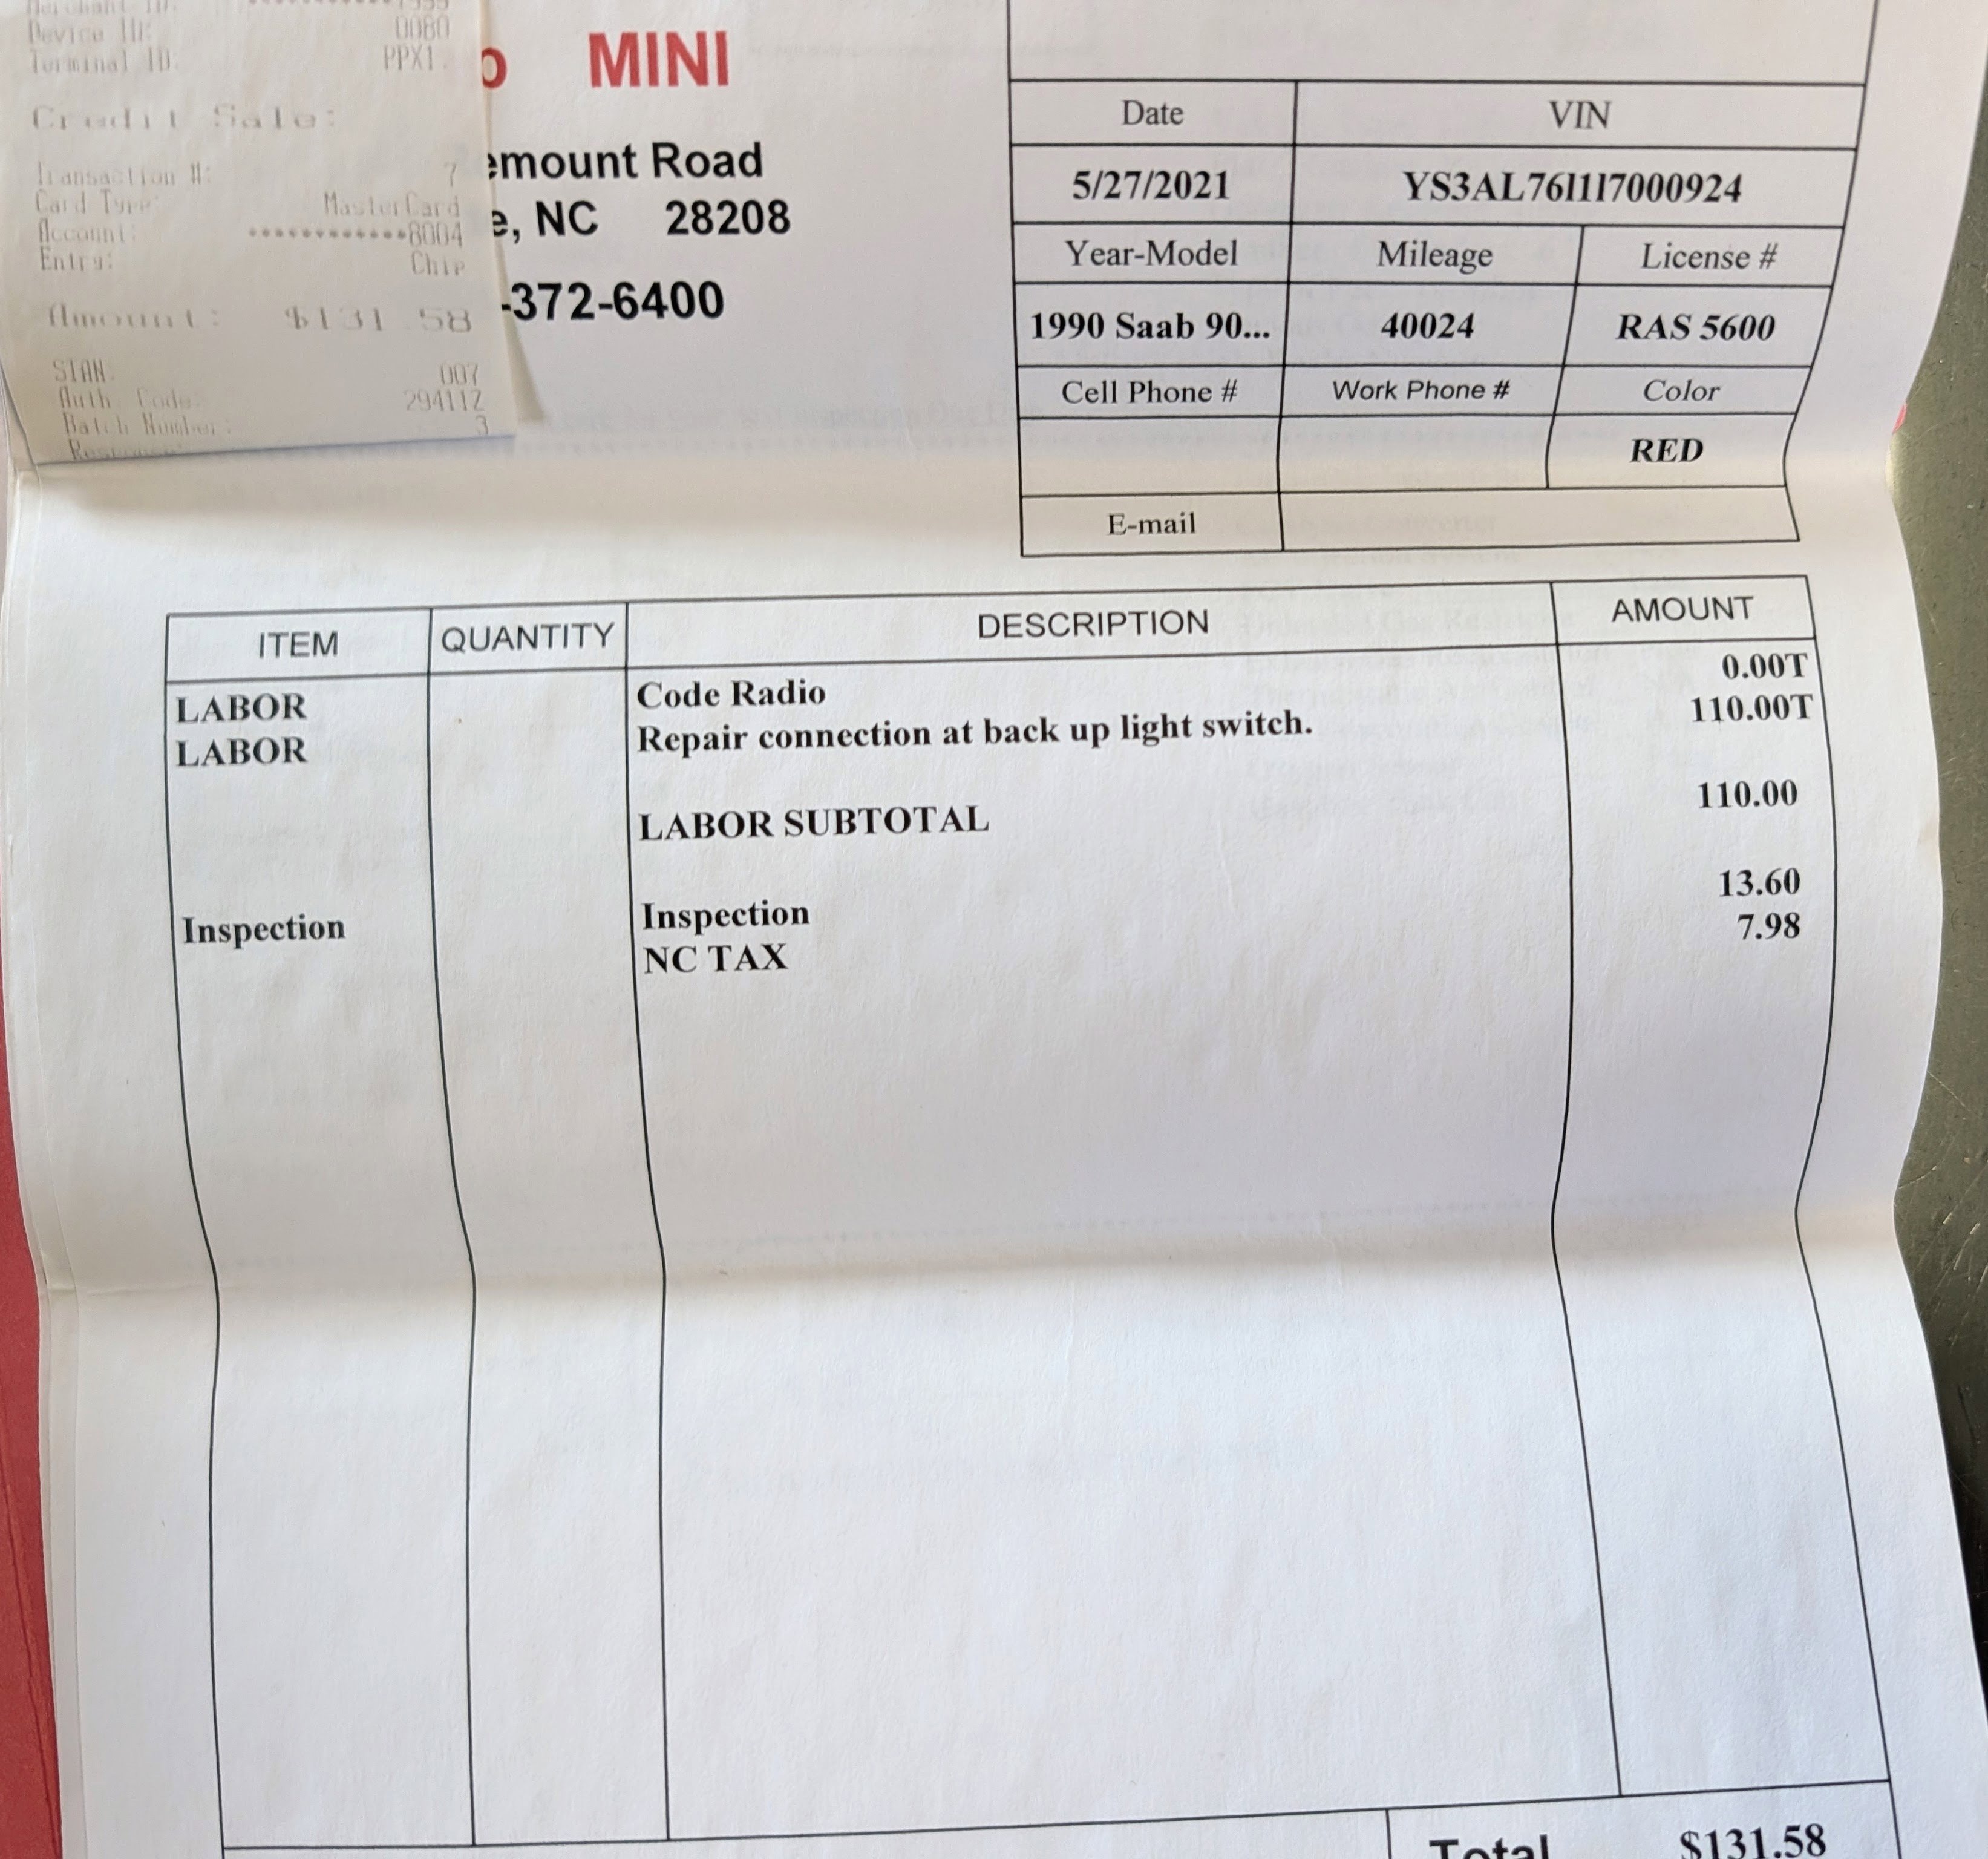 Device ID: 0080
Terminal ID: PPX1
Credit Sale:
Transaction #: 7
Card Type: MasterCard
Account: ************8004
Entry: Chip
Amount: $131.58
STAN: 007
Auth. Code: 294112
Batch Number: 3
o MINI
emount Road
e, NC 28208
-372-6400
Date VIN
5/27/2021 YS3AL76l1l7000924
Year-Model Mileage License #
1990 Saab 90... 40024 RAS 5600
Cell Phone # Work Phone # Color
RED
E-mail
ITEM QUANTITY DESCRIPTION AMOUNT
LABOR Code Radio 0.00T
LABOR Repair connection at back up light switch. 110.00T
LABOR SUBTOTAL 110.00
Inspection Inspection 13.60
NC TAX 7.98
Total $131.58